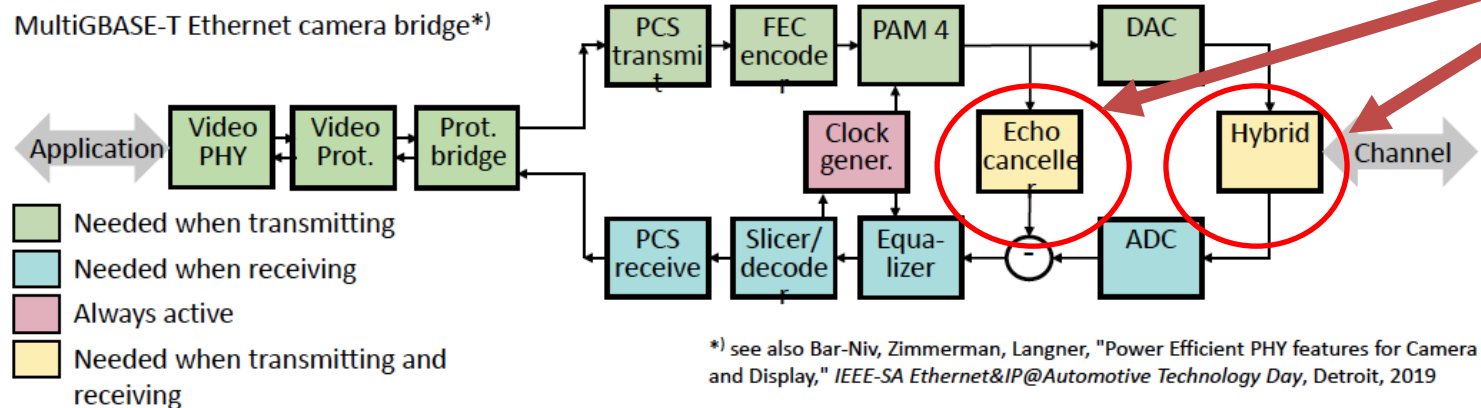 MultiGBASE-T Ethernet camera bridge*)
PCS
transmi
t
FEC
encode
r
PAM 4
DAC
Application
Video
PHY
Video
Prot.
Prot.
bridge
Clock
gener.
Echo
cancelle
r
Hybrid
Channel
PCS
receive
Slicer/
decode
r
Equa-
lizer
-
ADC
Needed when transmitting
Needed when receiving
Always active
Needed when transmitting and
receiving
*) see also Bar-Niv, Zimmerman, Langner, "Power Efficient PHY features for Camera
and Display," IEEE-SA Ethernet&IP@Automotive Technology Day, Detroit, 2019